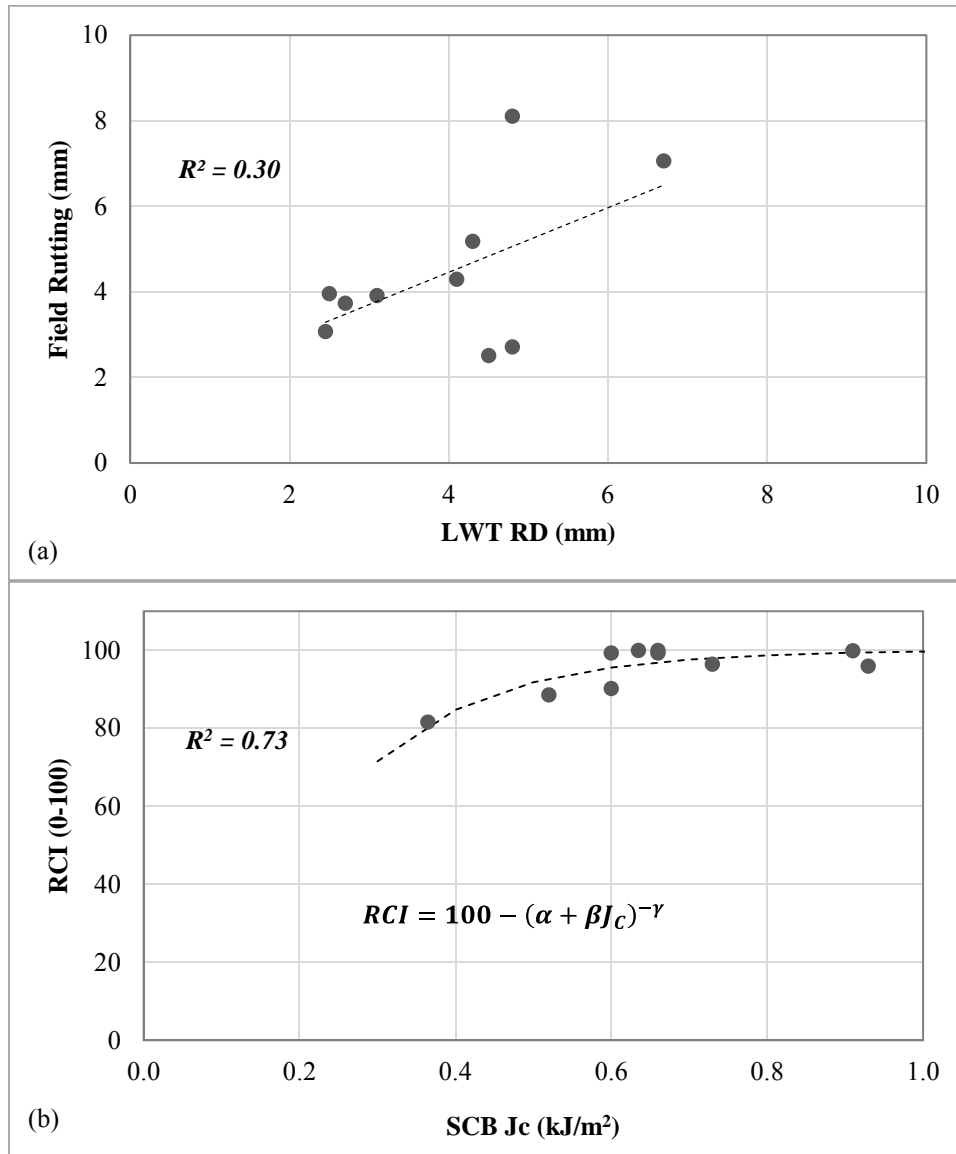 10
8
6
4
2
0
Field Rutting (mm)
R² = 0.30
0 2 4 6 8 10
LWT RD (mm)
(a)
100
80
60
40
20
0
RCI (0-100)
R² = 0.73
RCI = 100 − (α + βJ_C)^−γ
0.0 0.2 0.4 0.6 0.8 1.0
SCB Jc (kJ/m²)
(b)